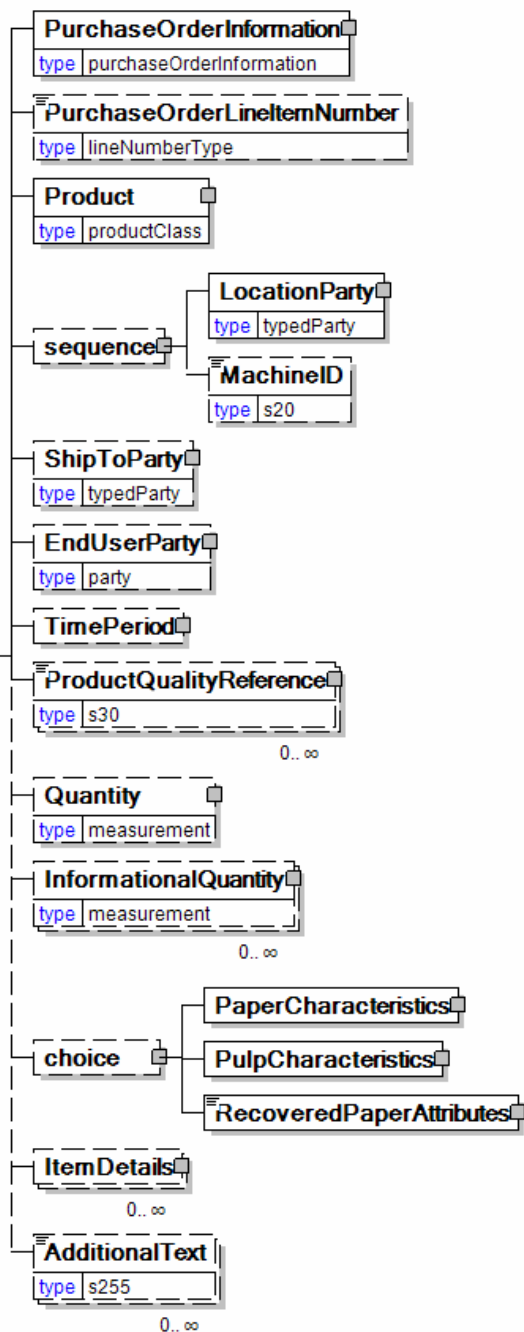 PurchaseOrderInformation
type purchaseOrderInformation
PurchaseOrderLineItemNumber
type lineNumberType
Product
type productClass
LocationParty
type typedParty
sequence
MachineID
type s20
ShipToParty
type typedParty
EndUserParty
type party
TimePeriod
ProductQualityReference
type s30
0.. ∞
Quantity
type measurement
InformationalQuantity
type measurement
0.. ∞
PaperCharacteristics
choice
PulpCharacteristics
RecoveredPaperAttributes
ItemDetails
0.. ∞
AdditionalText
type s255
0.. ∞